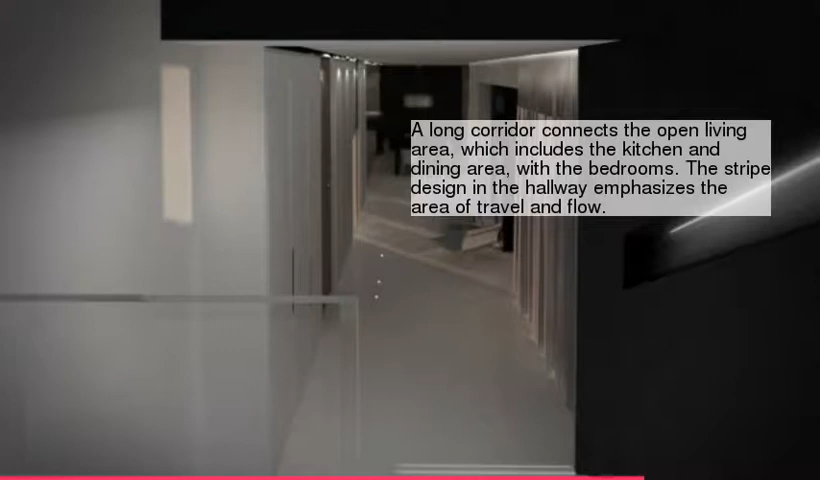 A long corridor connects the open living
area, which includes the kitchen and
dining area, with the bedrooms. The stripe
design in the hallway emphasizes the
area of travel and flow.